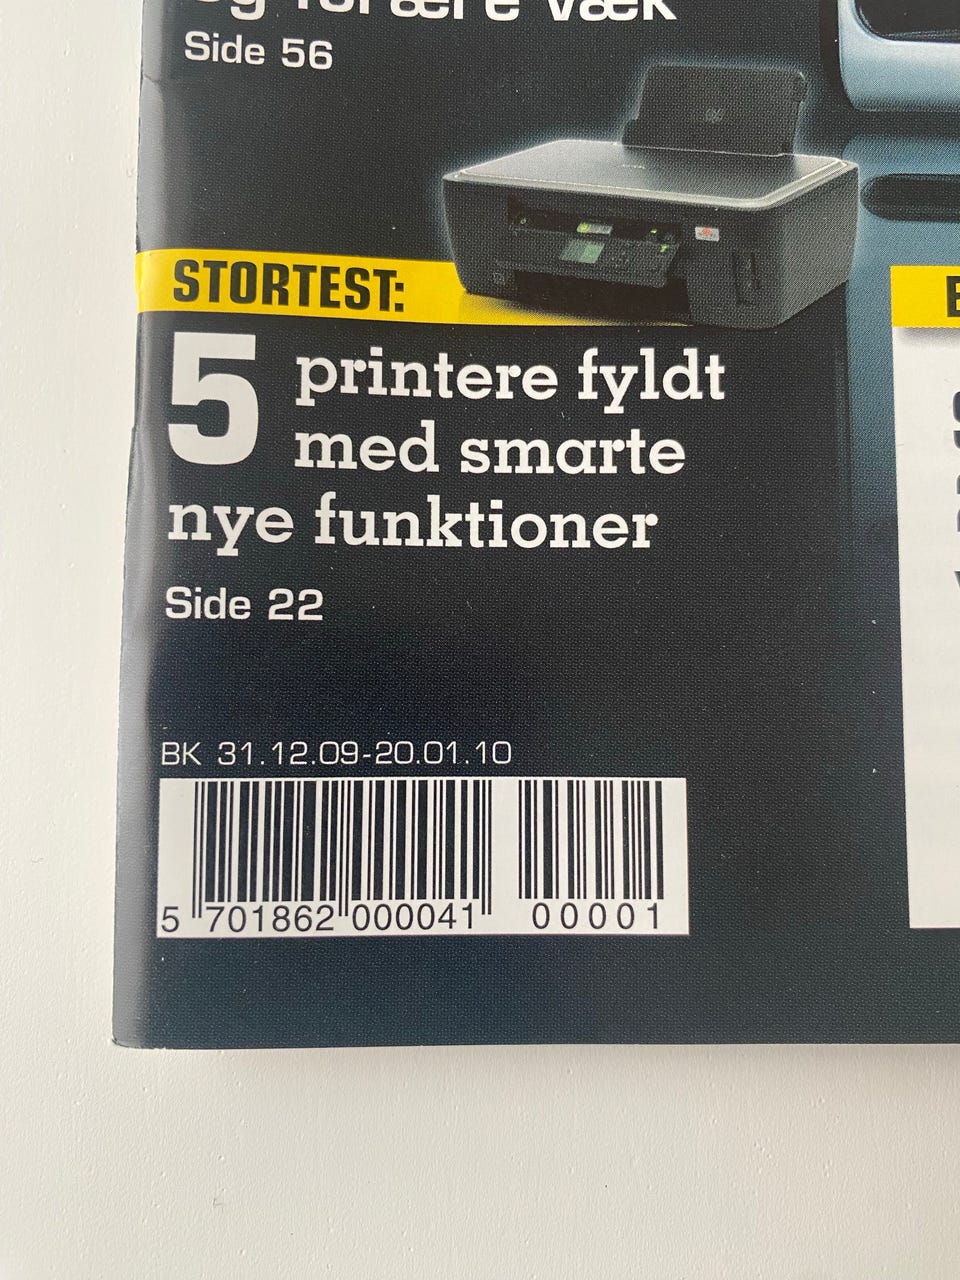 væk
Side 56
STORTEST:
5 printere fyldt
med smarte
nye funktioner
Side 22
BK 31.12.09-20.01.10
5 701862 000041 00001